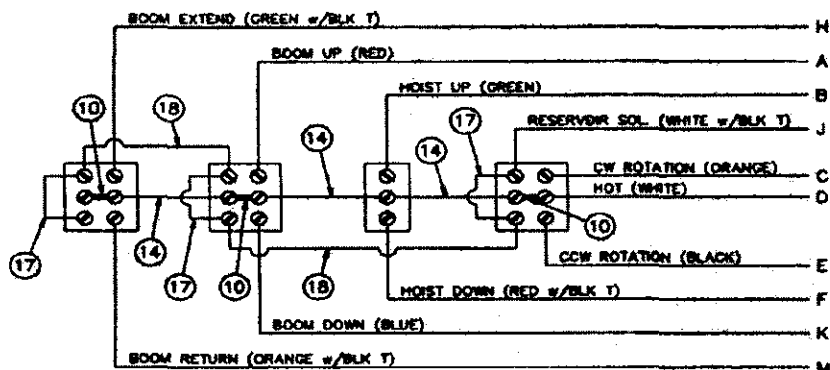 BOOM EXTEND (GREEN w/BLK T) H
BOOM UP (RED) A
HOIST UP (GREEN) B
10 18 17 RESERVOIR SOL. (WHITE w/BLK T) J
14 14 CW ROTATION (ORANGE) C
HOT (WHITE) D
17 14 17 10 18 10
CCW ROTATION (BLACK) E
HOIST DOWN (RED w/BLK T) F
BOOM DOWN (BLUE) K
BOOM RETURN (ORANGE w/BLK T) M